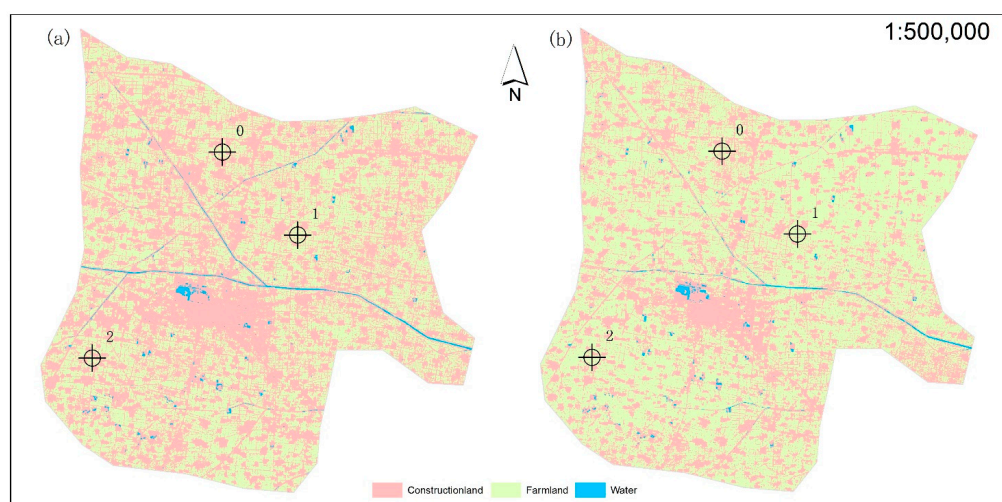 (a)
(b)
1:500,000
N
0
1
2
0
1
2
Constructionland
Farmland
Water